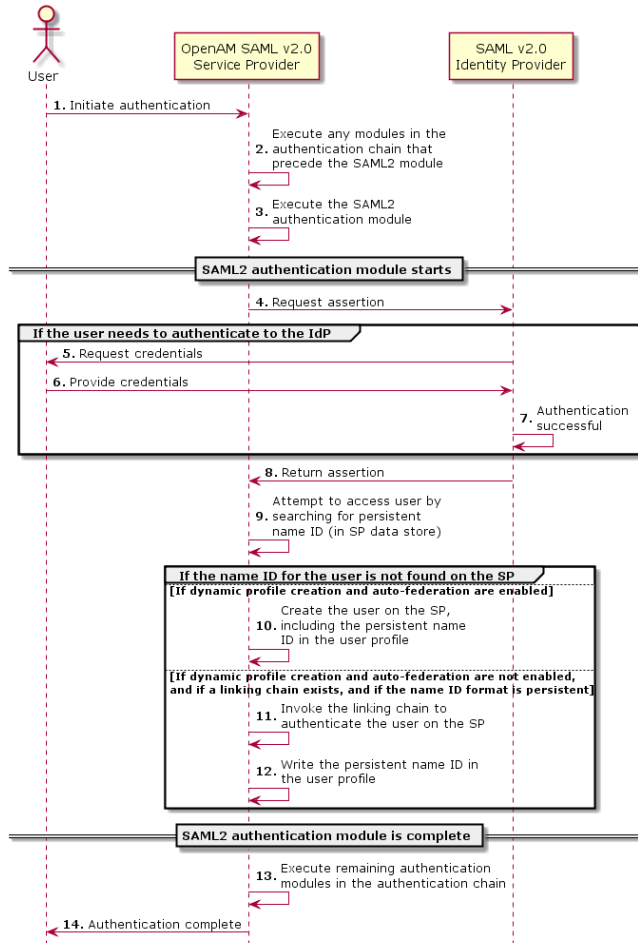 User
OpenAM SAML v2.0
Service Provider
SAML v2.0
Identity Provider
1. Initiate authentication
Execute any modules in the
2. authentication chain that
precede the SAML2 module
3. Execute the SAML2
authentication module
SAML2 authentication module starts
4. Request assertion
If the user needs to authenticate to the IdP
5. Request credentials
6. Provide credentials
7. Authentication
successful
8. Return assertion
Attempt to access user by
9. searching for persistent
name ID (in SP data store)
If the name ID for the user is not found on the SP
[If dynamic profile creation and auto-federation are enabled]
Create the user on the SP,
10. including the persistent name
ID in the user profile
[If dynamic profile creation and auto-federation are not enabled,
and if a linking chain exists, and if the name ID format is persistent]
11. Invoke the linking chain to
authenticate the user on the SP
12. Write the persistent name ID in
the user profile
SAML2 authentication module is complete
13. Execute remaining authentication
modules in the authentication chain
14. Authentication complete